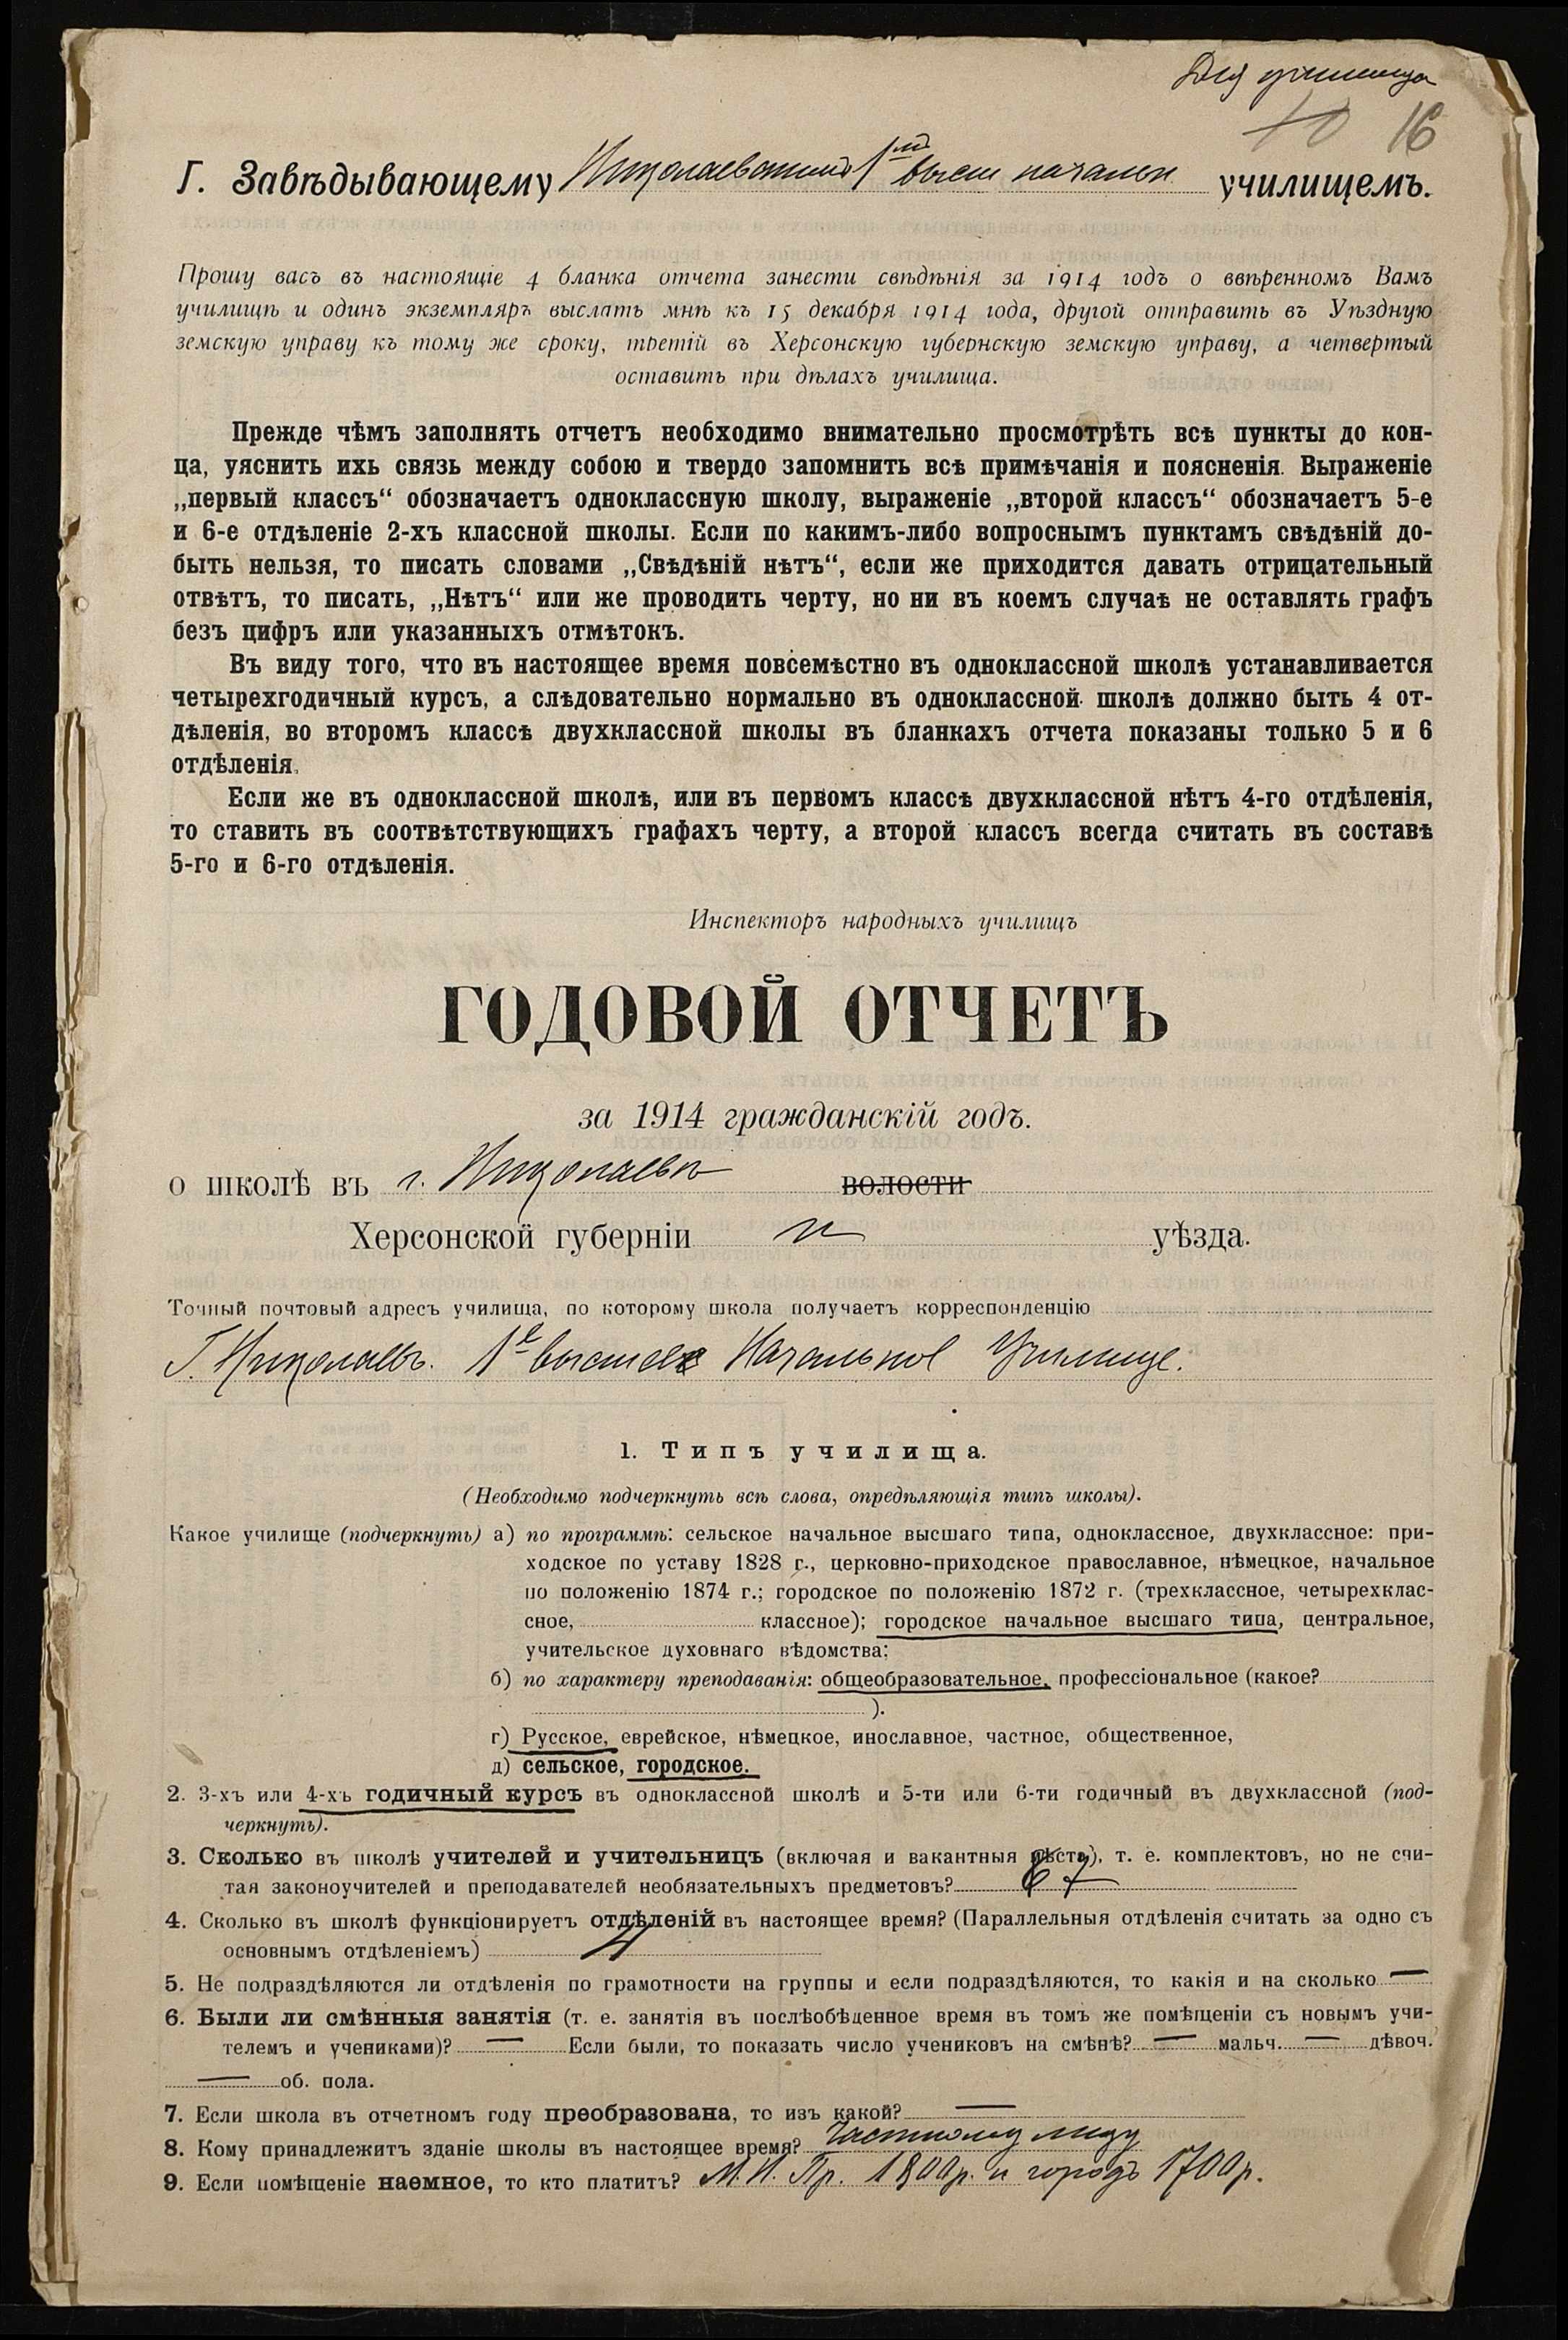 Для училища
10 16
Г. Завѣдывающему Николаевскимъ 1мъ высш началн. училищемъ.
Прошу васъ въ настоящіе 4 бланка отчета занести свѣдѣнія за 1914 годъ о ввѣренномъ Вамъ
училищѣ и одинъ экземпляръ выслать мнѣ къ 15 декабря 1914 года, другой отправить въ Уѣздную
земскую управу къ тому же сроку, третій въ Херсонскую губернскую земскую управу, а четвертый
оставить при дѣлахъ училища.
Прежде чѣмъ заполнять отчетъ необходимо внимательно просмотрѣть всѣ пункты до кон-
ца, уяснить ихь связь между собою и твердо запомнить всѣ примѣчанія и поясненія. Выраженіе
„первый классъ“ обозначаетъ одноклассную школу, выраженіе „второй классъ“ обозначаетъ 5-е
и 6-е отдѣленіе 2-хъ классной школы. Если по какимъ-либо вопроснымъ пунктамъ свѣдѣній до-
быть нельзя, то писать словами „Свѣдѣній нѣтъ“, если же приходится давать отрицательный
отвѣтъ, то писать, „Нѣтъ“ или же проводить черту, но ни въ коемъ случаѣ не оставлять графъ
безъ цифръ или указанныхъ отмѣтокъ.
Въ виду того, что въ настоящее время повсемѣстно въ одноклассной школѣ устанавливается
четырехгодичный курсъ, а слѣдовательно нормально въ одноклассной школѣ должно быть 4 от-
дѣленія, во второмъ классѣ двухклассной школы въ бланкахъ отчета показаны только 5 и 6
отдѣленія.
Если же въ одноклассной школѣ, или въ первомъ классѣ двухклассной нѣтъ 4-го отдѣленія,
то ставить въ соотвѣтствующихъ графахъ черту, а второй классъ всегда считать въ составѣ
5-го и 6-го отдѣленія.
Инспекторъ народныхъ училищъ
ГОДОВОЙ ОТЧЕТЪ
за 1914 гражданскій годъ.
о школѣ въ г. Николаевѣ волости
Херсонской губерніи „ уѣзда.
Точный почтовый адресъ училища, по которому школа получаетъ корреспонденцію
Г. Николаевъ. 1е высшее Начальное Училище.
1. Типъ училища.
(Необходимо подчеркнуть всѣ слова, опредѣляющія типъ школы).
Какое училище (подчеркнуть) а) по программѣ: сельское начальное высшаго типа, одноклассное, двухклассное: при-
ходское по уставу 1828 г., церковно-приходское православное, нѣмецкое, начальное
по положенію 1874 г.; городское по положенію 1872 г. (трехклассное, четырехклас-
сное, классное); городское начальное высшаго типа, центральное,
учительское духовнаго вѣдомства;
б) по характеру преподаванія: общеобразовательное, профессіональное (какое?
).
г) Русское, еврейское, нѣмецкое, инославное, частное, общественное,
д) сельское, городское.
2. 3-хъ или 4-хъ годичный курсъ въ одноклассной школѣ и 5-ти или 6-ти годичный въ двухклассной (под-
черкнуть).
3. Сколько въ школѣ учителей и учительницъ (включая и вакантныя мѣста), т. е. комплектовъ, но не счи-
тая законоучителей и преподавателей необязательныхъ предметовъ? 7
4. Сколько въ школѣ функціонируетъ отдѣленій въ настоящее время? (Параллельныя отдѣленія считать за одно съ
основнымъ отдѣленіемъ) 4
5. Не подраздѣляются ли отдѣленія по грамотности на группы и если подраздѣляются, то какія и на сколько —
6. Были ли смѣнныя занятія (т. е. занятія въ послѣобѣденное время въ томъ же помѣщеніи съ новымъ учи-
телемъ и учениками)? — Если были, то показать число учениковъ на смѣнѣ? — мальч. — дѣвоч.
— об. пола.
7. Если школа въ отчетномъ году преобразована, то изъ какой? —
8. Кому принадлежитъ зданіе школы въ настоящее время? Частному лицу
9. Если помѣщеніе наемное, то кто платитъ? М. Н. Пр. 1800р. и городъ 1700р.